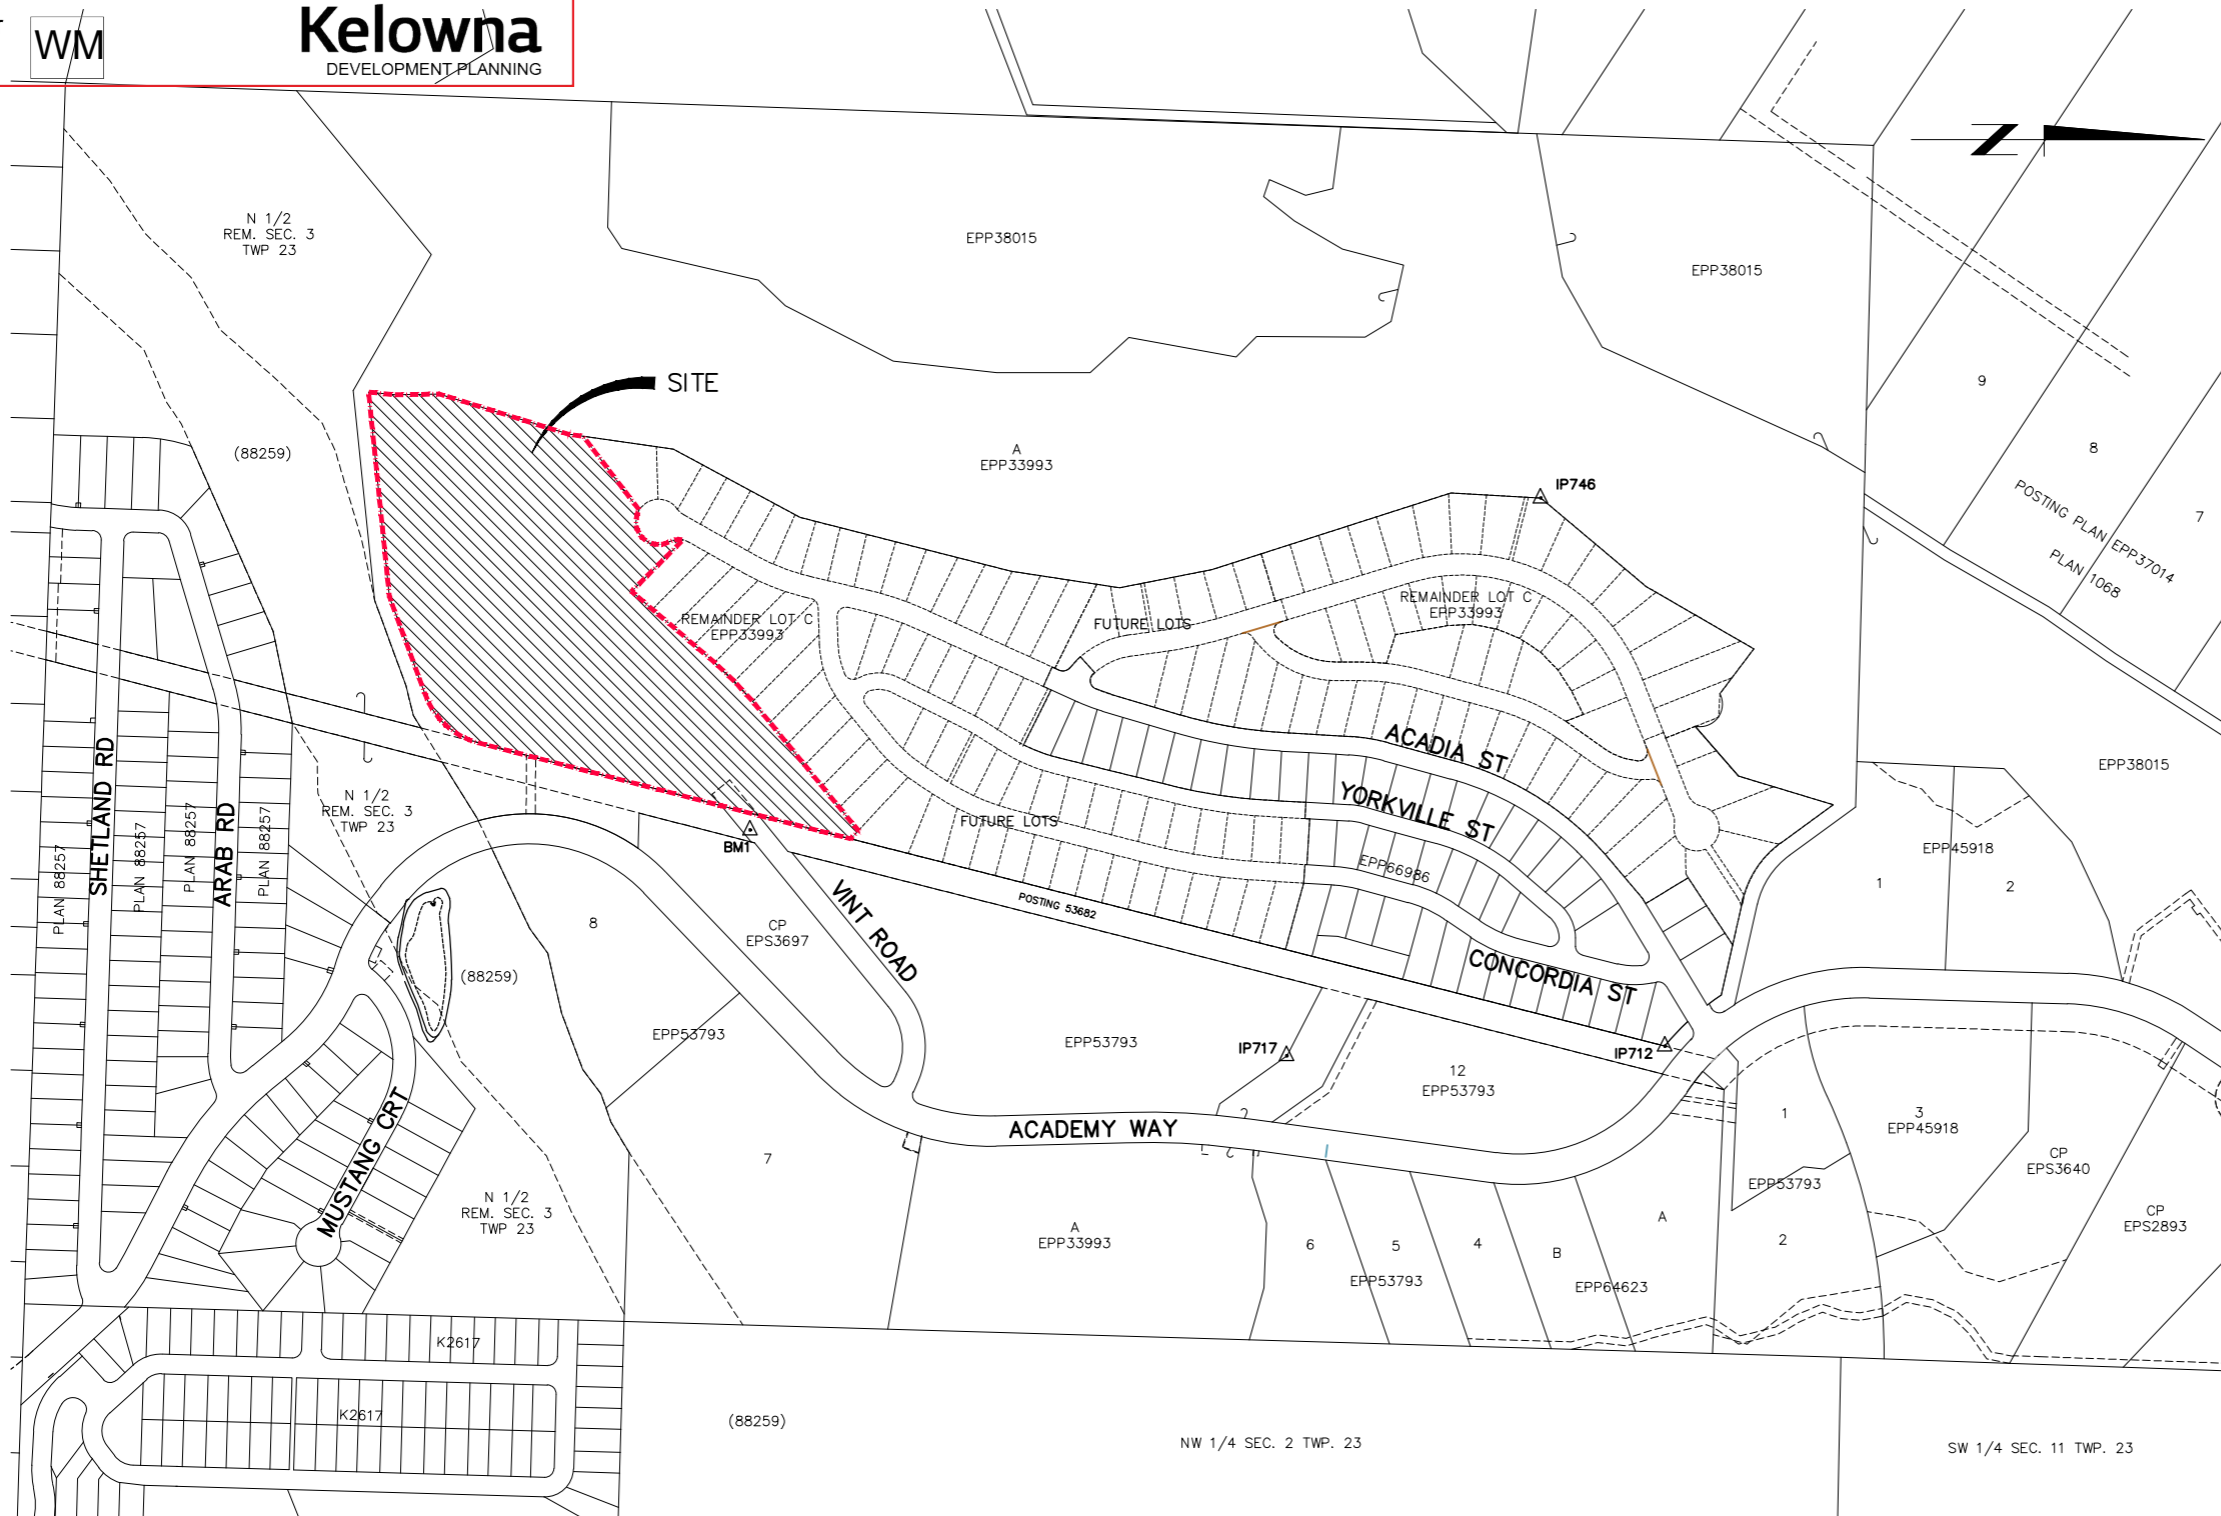 WM
Kelowna
DEVELOPMENT PLANNING
N
N 1/2
REM. SEC. 3
TWP 23
EPP38015
EPP38015
SITE
9
8
7
(88259)
A
EPP33993
IP746
POSTING PLAN EPP37014
PLAN 1068
REMAINDER LOT C
EPP33993
FUTURE LOTS
REMAINDER LOT C
EPP33993
ACADIA ST
EPP38015
YORKVILLE ST
N 1/2
REM. SEC. 3
TWP 23
SHETLAND RD
ARAB RD
PLAN 88257
PLAN 88257
PLAN 88257
PLAN 88257
BM1
FUTURE LOTS
EPP66986
EPP45918
1
2
VINT ROAD
POSTING 53682
8
CP
EPS3697
CONCORDIA ST
(88259)
EPP53793
EPP53793
IP717
IP712
12
EPP53793
MUSTANG CRT
ACADEMY WAY
1
3
EPP45918
7
CP
EPS3640
EPP53793
N 1/2
REM. SEC. 3
TWP 23
A
EPP33993
6
5
4
B
A
2
CP
EPS2893
EPP53793
EPP64623
K2617
K2617
(88259)
NW 1/4 SEC. 2 TWP. 23
SW 1/4 SEC. 11 TWP. 23